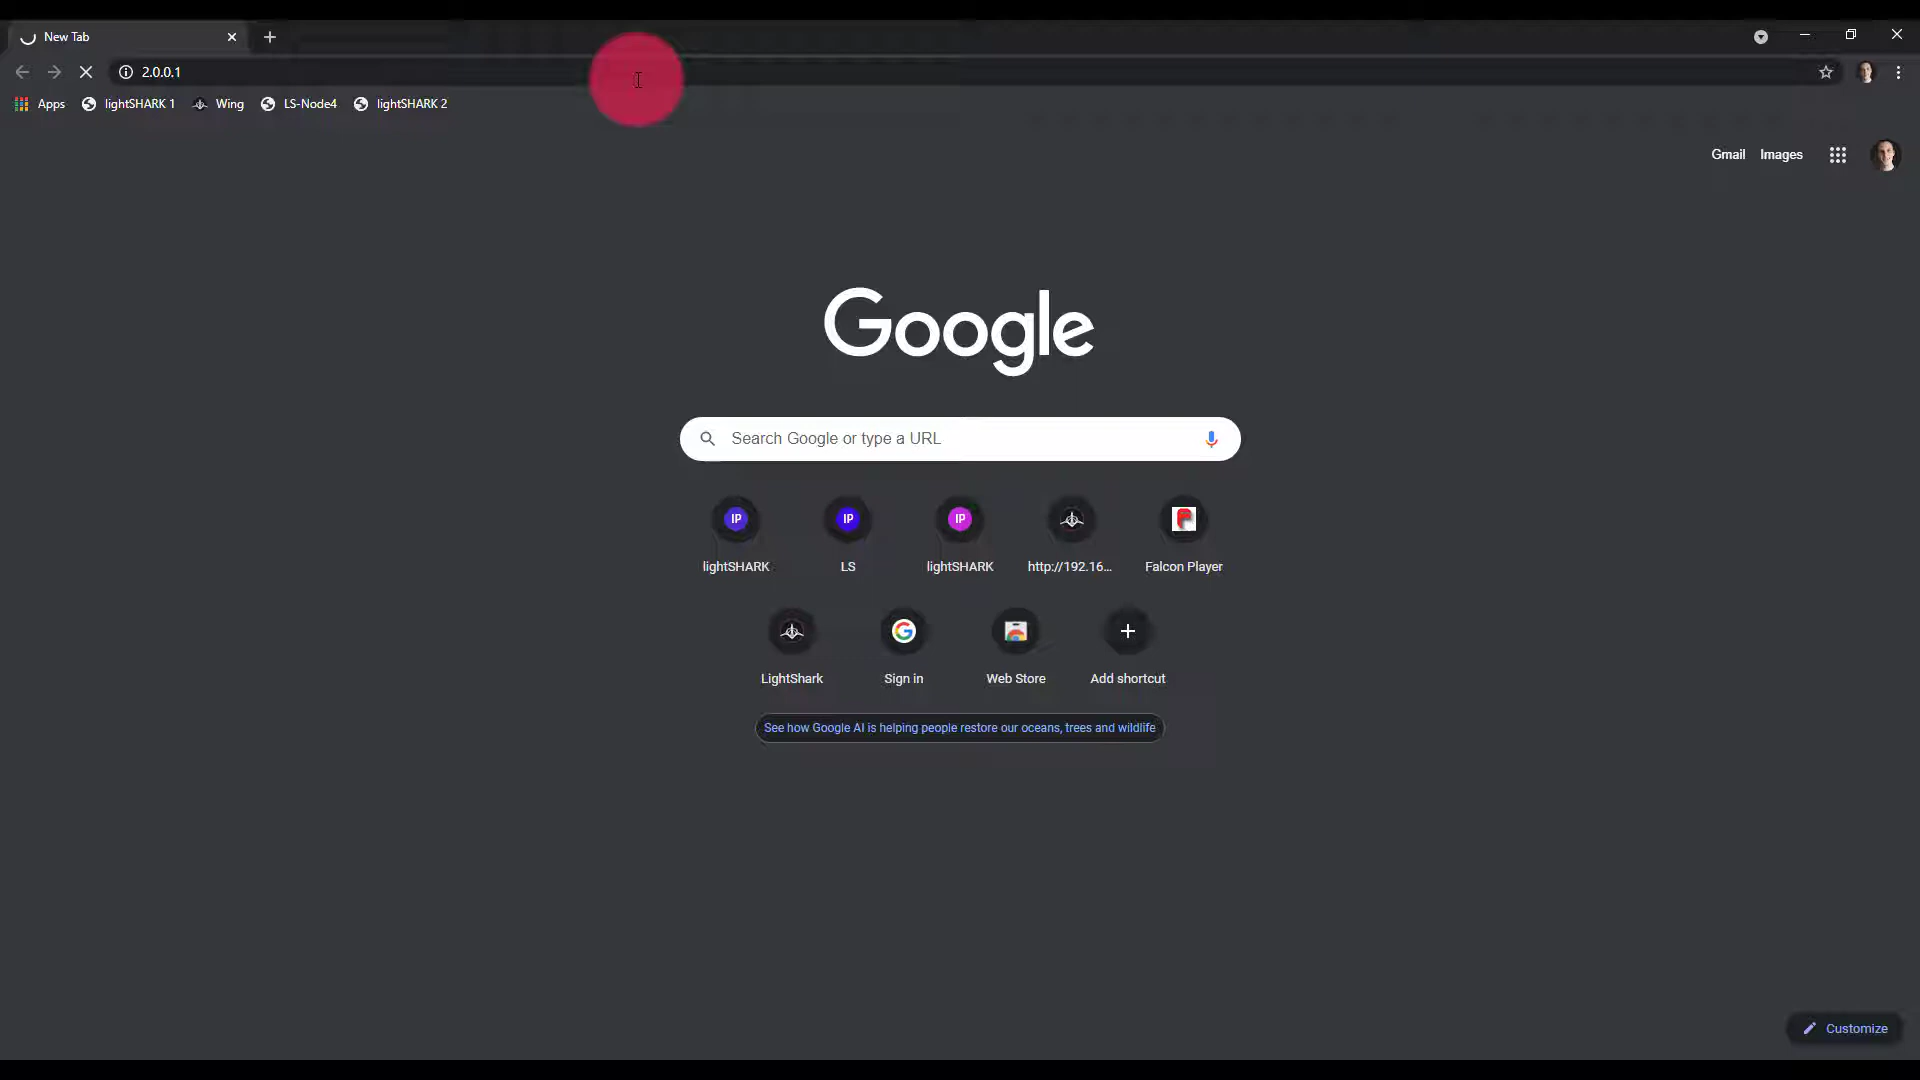 New Tab
2.0.0.1
Apps lightSHARK 1 Wing LS-Node4 lightSHARK 2
Gmail Images
Google
Search Google or type a URL
IP IP IP
lightSHARK LS lightSHARK http://192.16... Falcon Player
LightShark Sign in Web Store Add shortcut
See how Google AI is helping people restore our oceans, trees and wildlife
Customize